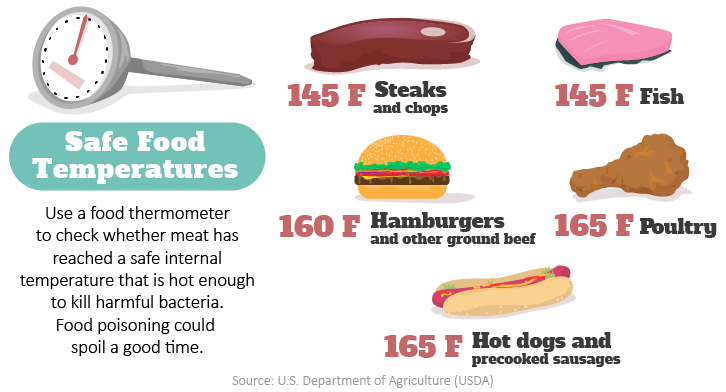 Safe Food
Temperatures
Use a food thermometer
to check whether meat has
reached a safe internal
temperature that is hot enough
to kill harmful bacteria.
Food poisoning could
spoil a good time.
145 F Steaks
and chops
145 F Fish
160 F Hamburgers
and other ground beef
165 F Poultry
165 F Hot dogs and
precooked sausages
Source: U.S. Department of Agriculture (USDA)